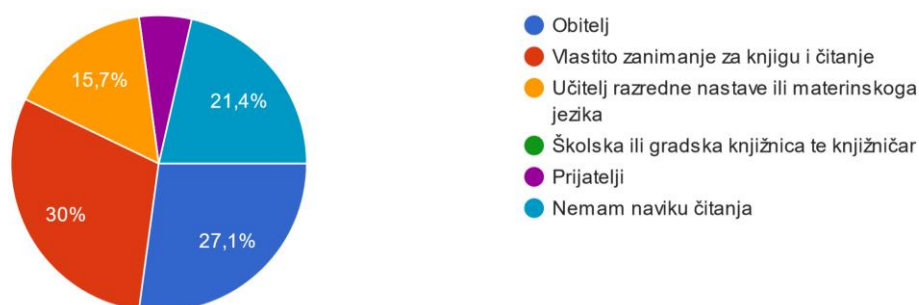 15,7%
21,4%
30%
27,1%
Obitelj
Vlastito zanimanje za knjigu i čitanje
Učitelj razredne nastave ili materinskoga
jezika
Školska ili gradska knjižnica te knjižničar
Prijatelji
Nemam naviku čitanja